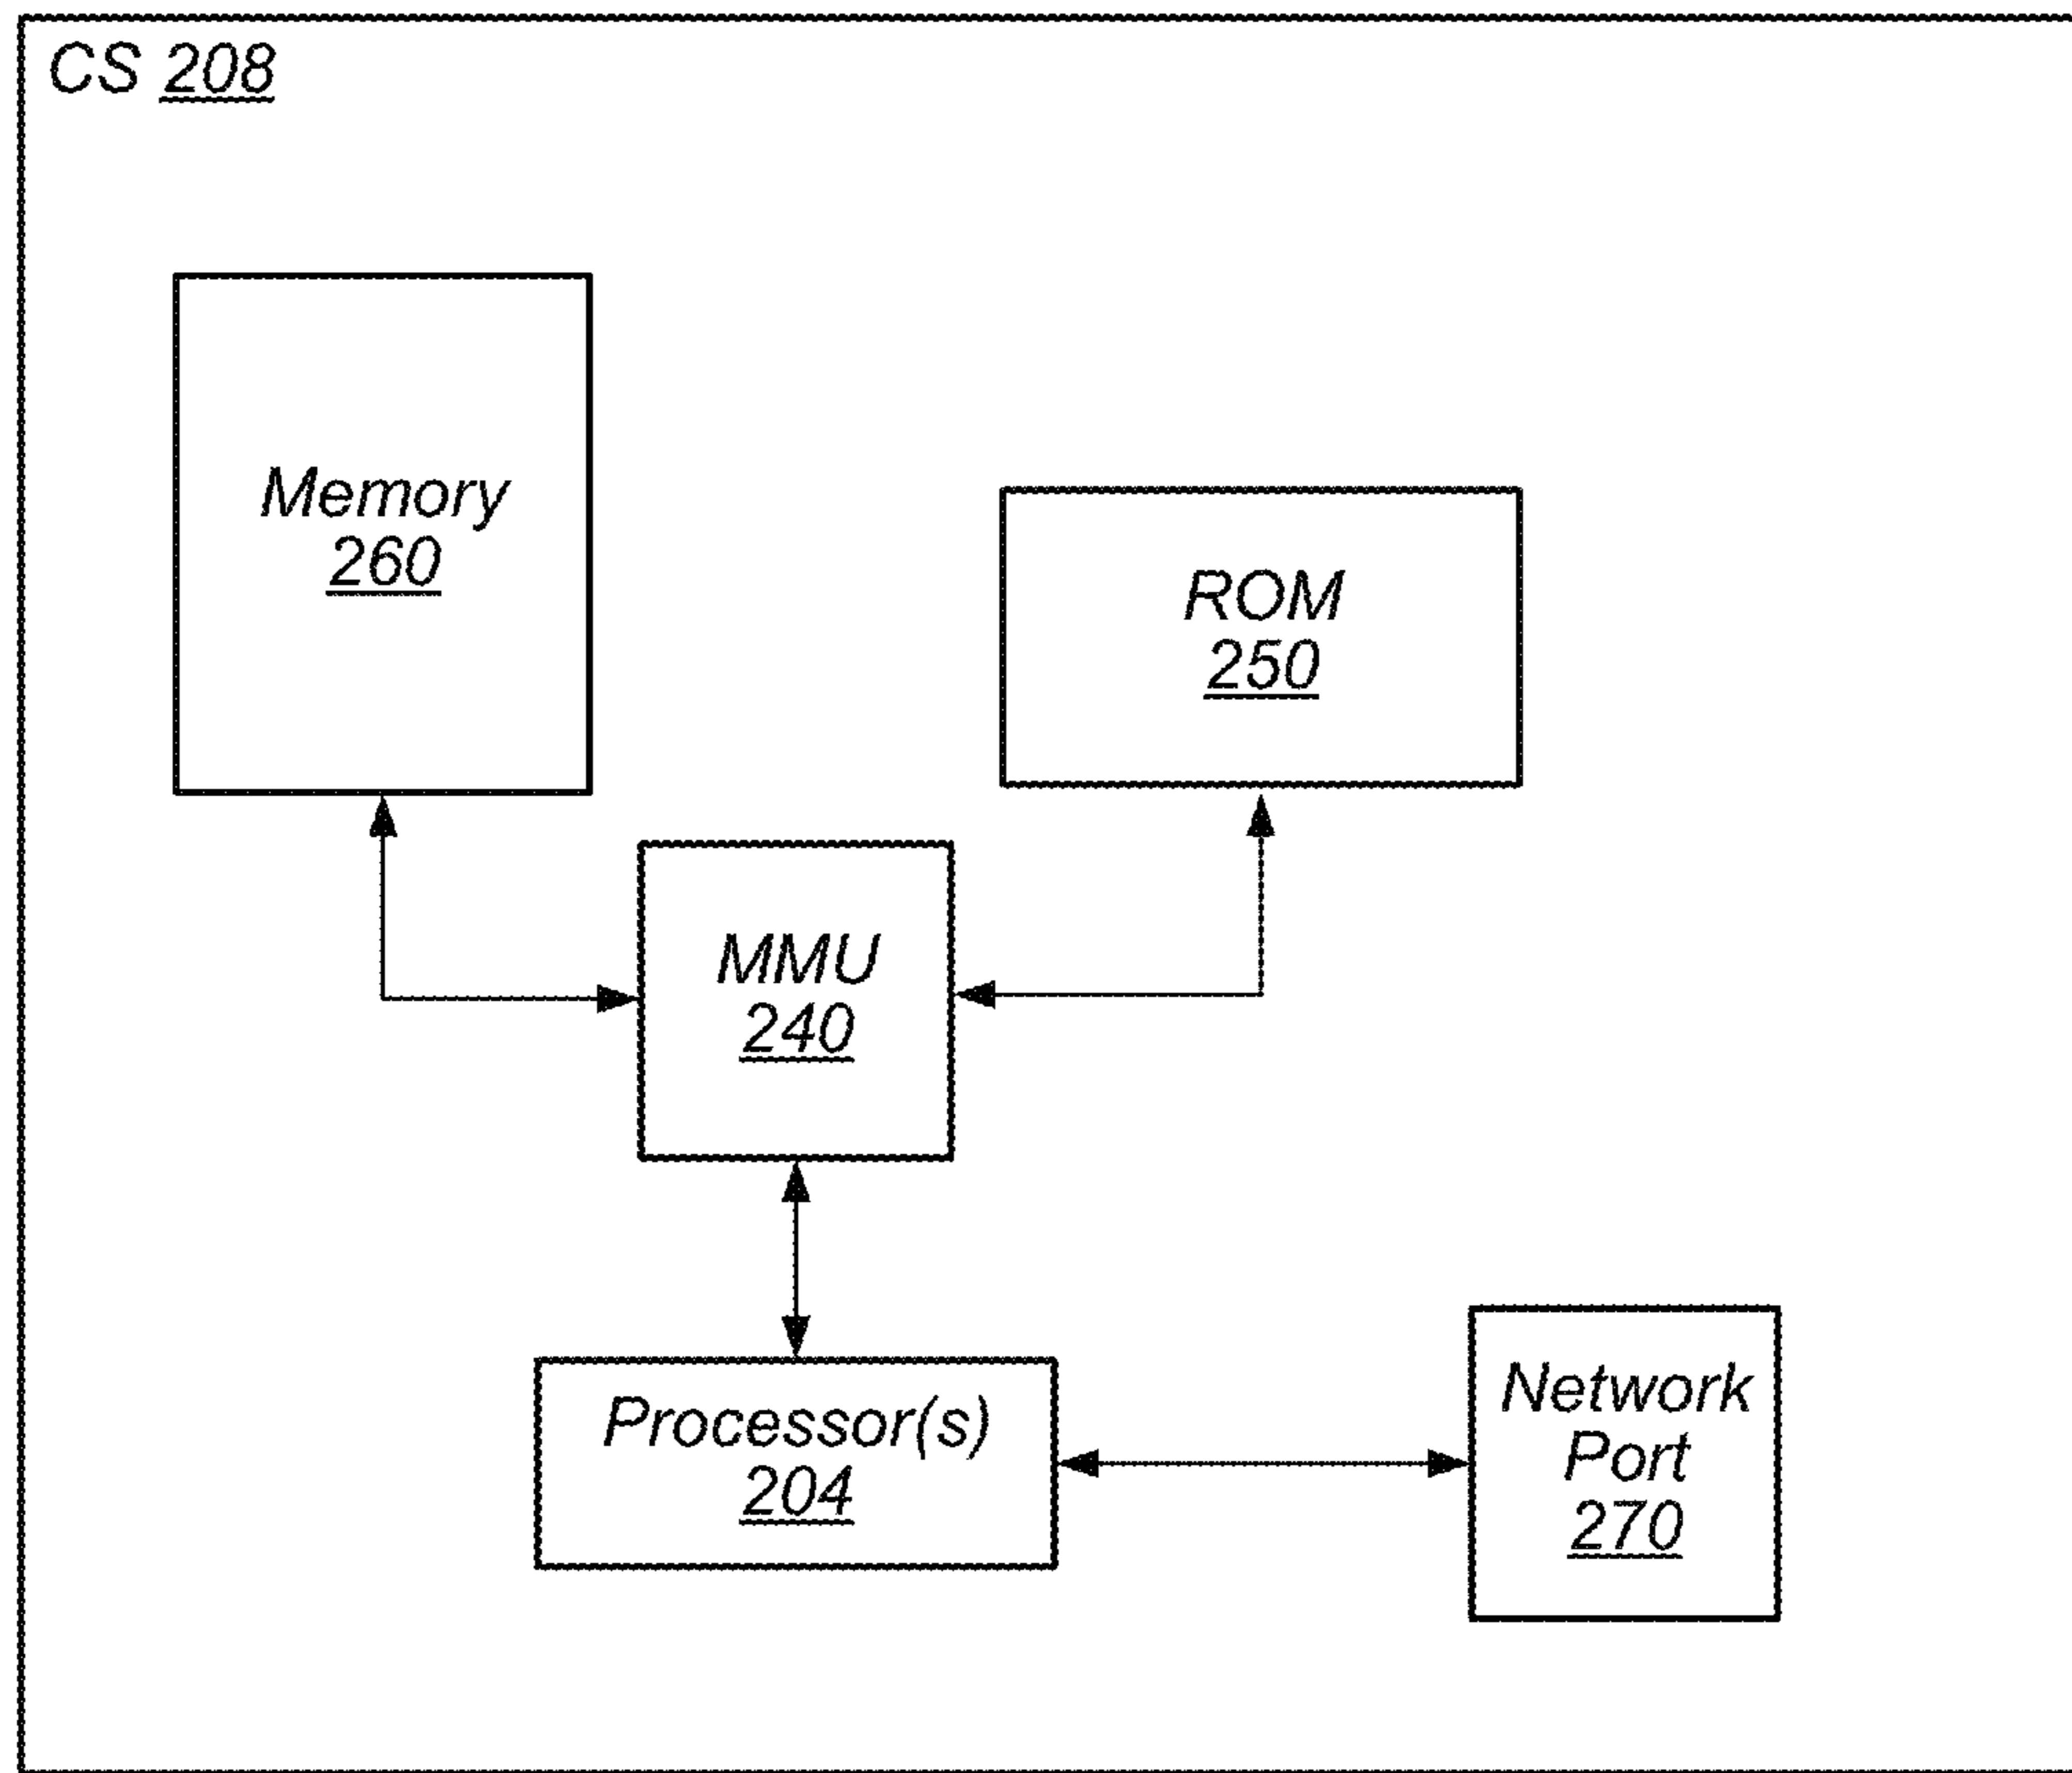 CS 208
Memory
260
ROM
250
MMU
240
Processor(s)
204
Network
Port
270